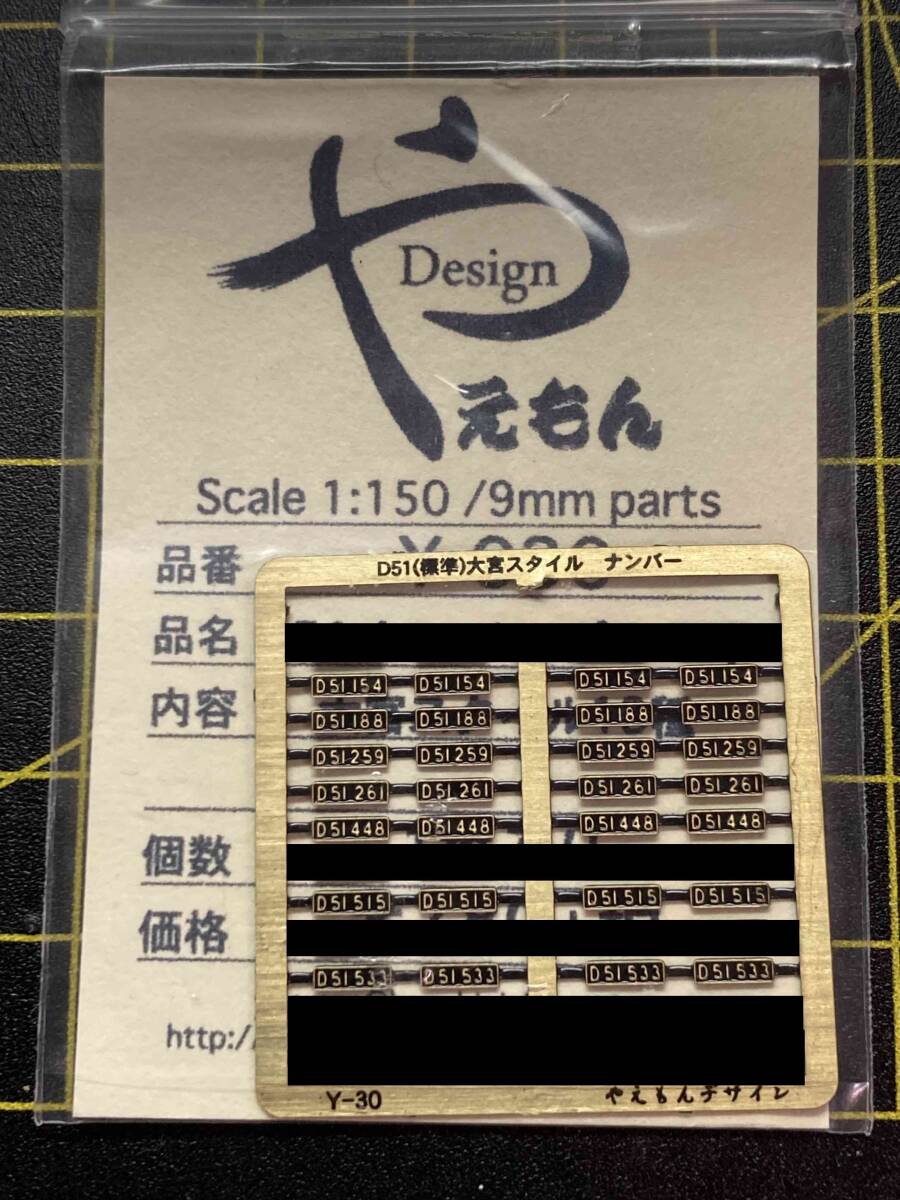 や
Design
えもん
Scale 1:150 /9mm parts
品番
D51(標準)大宮スタイル ナンバー
品名
内容
D51 154 D51 154 D51 154 D51 154
D51 188 D51 188 D51 188 D51 188
D51 259 D51 259 D51 259 D51 259
D51 261 D51 261 D51 261 D51 261
D51 448 D51 448 D51 448 D51 448
個数
D51 515 D51 515 D51 515 D51 515
価格
D51 533 D51 533 D51 533 D51 533
http:/
Y-30 やえもんデザイン